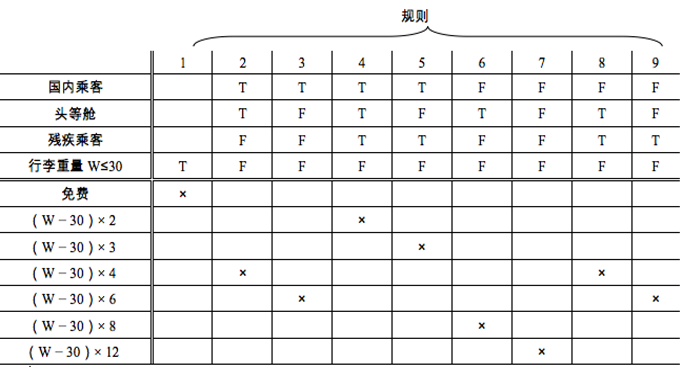 规则
1 2 3 4 5 6 7 8 9
国内乘客 T T T T F F F F
头等舱 T F T F T F T F
残疾乘客 F F T T F F T T
行李重量 W≤30 T F F F F F F F F
免费 ×
(W－30)×2 ×
(W－30)×3 ×
(W－30)×4 × ×
(W－30)×6 × ×
(W－30)×8 ×
(W－30)×12 ×